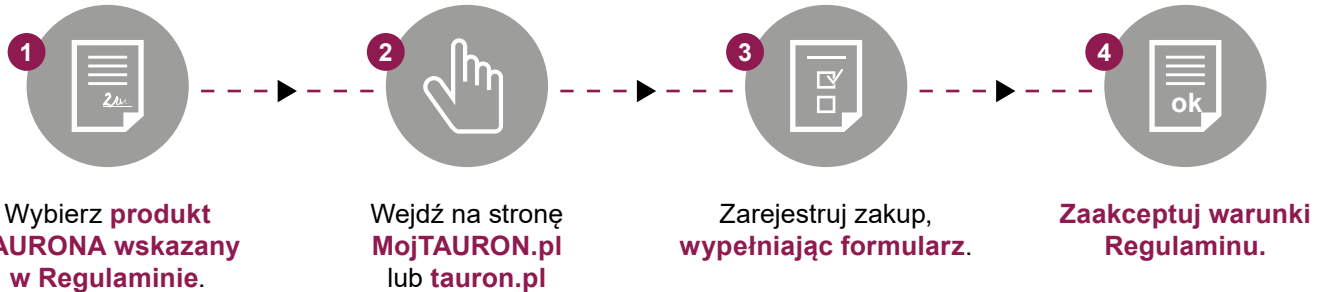 1
Wybierz produkt
AURONA wskazany
w Regulaminie.
2
Wejdź na stronę
MojTAURON.pl
lub tauron.pl
3
Zarejestruj zakup,
wypełniając formularz.
4
ok
Zaakceptuj warunki
Regulaminu.